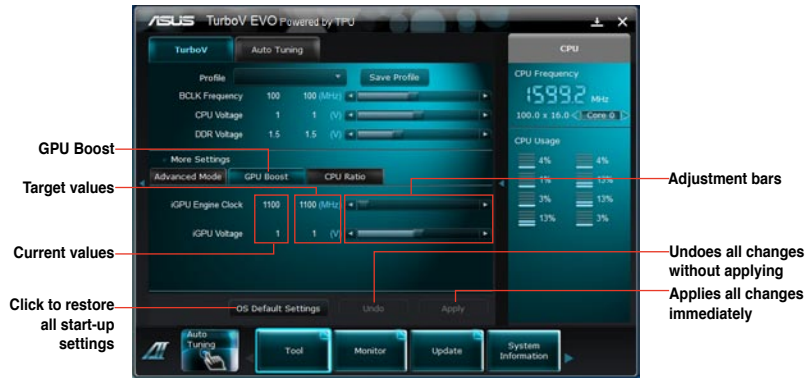 ASUS TurboV EVO Powered by TPU
TurboV
Auto Tuning
Profile
Save Profile
BCLK Frequency 100 100 (MHz)
CPU Voltage 1 1 (V)
DDR Voltage 1.5 1.5 (V)
More Settings
Advanced Mode
GPU Boost
CPU Ratio
iGPU Engine Clock 1100 1100 (MHz)
iGPU Voltage 1 1 (V)
OS Default Settings
Undo
Apply
CPU
CPU Frequency
1599.2 MHz
100.0 x 16.0 Core 0
CPU Usage
4% 4%
1% 13%
3% 13%
13% 3%
Auto
Tuning
Tool
Monitor
Update
System
Information
GPU Boost
Target values
Current values
Click to restore
all start-up
settings
Adjustment bars
Undoes all changes
without applying
Applies all changes
immediately